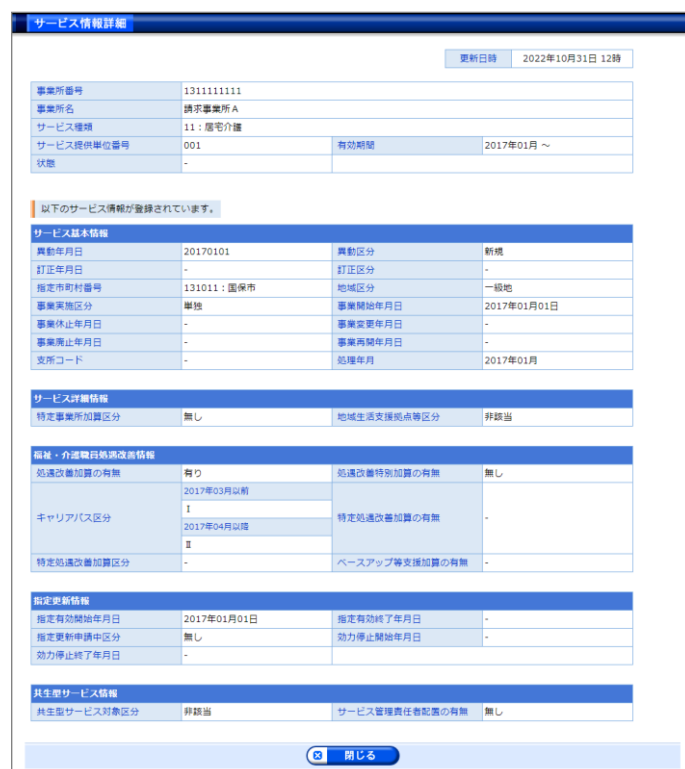 サービス情報詳細
更新日時 2022年10月31日 12時
事業所番号 1311111111
事業所名 請求事業所A
サービス種類 11：居宅介護
サービス提供単位番号 001 有効期間 2017年01月 ～
状態 -
以下のサービス情報が登録されています。
サービス基本情報
異動年月日 20170101 異動区分 新規
訂正年月日 - 訂正区分 -
指定市町村番号 131011：国保市 地域区分 一級地
事業実施区分 単独 事業開始年月日 2017年01月01日
事業休止年月日 - 事業変更年月日 -
事業廃止年月日 - 事業再開年月日 -
支所コード - 処理年月 2017年01月
サービス詳細情報
特定事業所加算区分 無し 地域生活支援拠点等区分 非該当
福祉・介護職員処遇改善情報
処遇改善加算の有無 有り 処遇改善特別加算の有無 無し
キャリアパス区分 2017年03月以前 Ⅰ 2017年04月以降 Ⅱ 特定処遇改善加算の有無 -
特定処遇改善加算区分 - ベースアップ等支援加算の有無 -
指定更新情報
指定有効開始年月日 2017年01月01日 指定有効終了年月日 -
指定更新申請中区分 無し 効力停止開始年月日 -
効力停止終了年月日 -
共生型サービス情報
共生型サービス対象区分 非該当 サービス管理責任者配置の有無 無し
閉じる